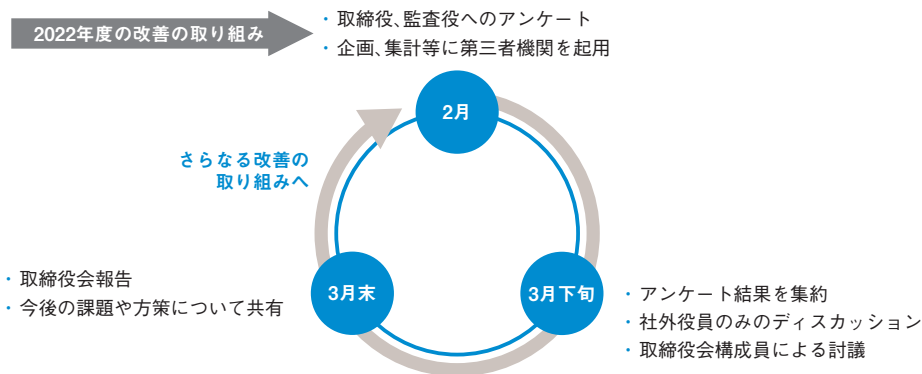 2022年度の改善の取り組み
・取締役、監査役へのアンケート
・企画、集計等に第三者機関を起用
2月
さらなる改善の
取り組みへ
3月末
・取締役会報告
・今後の課題や方策について共有
3月下旬
・アンケート結果を集約
・社外役員のみのディスカッション
・取締役会構成員による討議